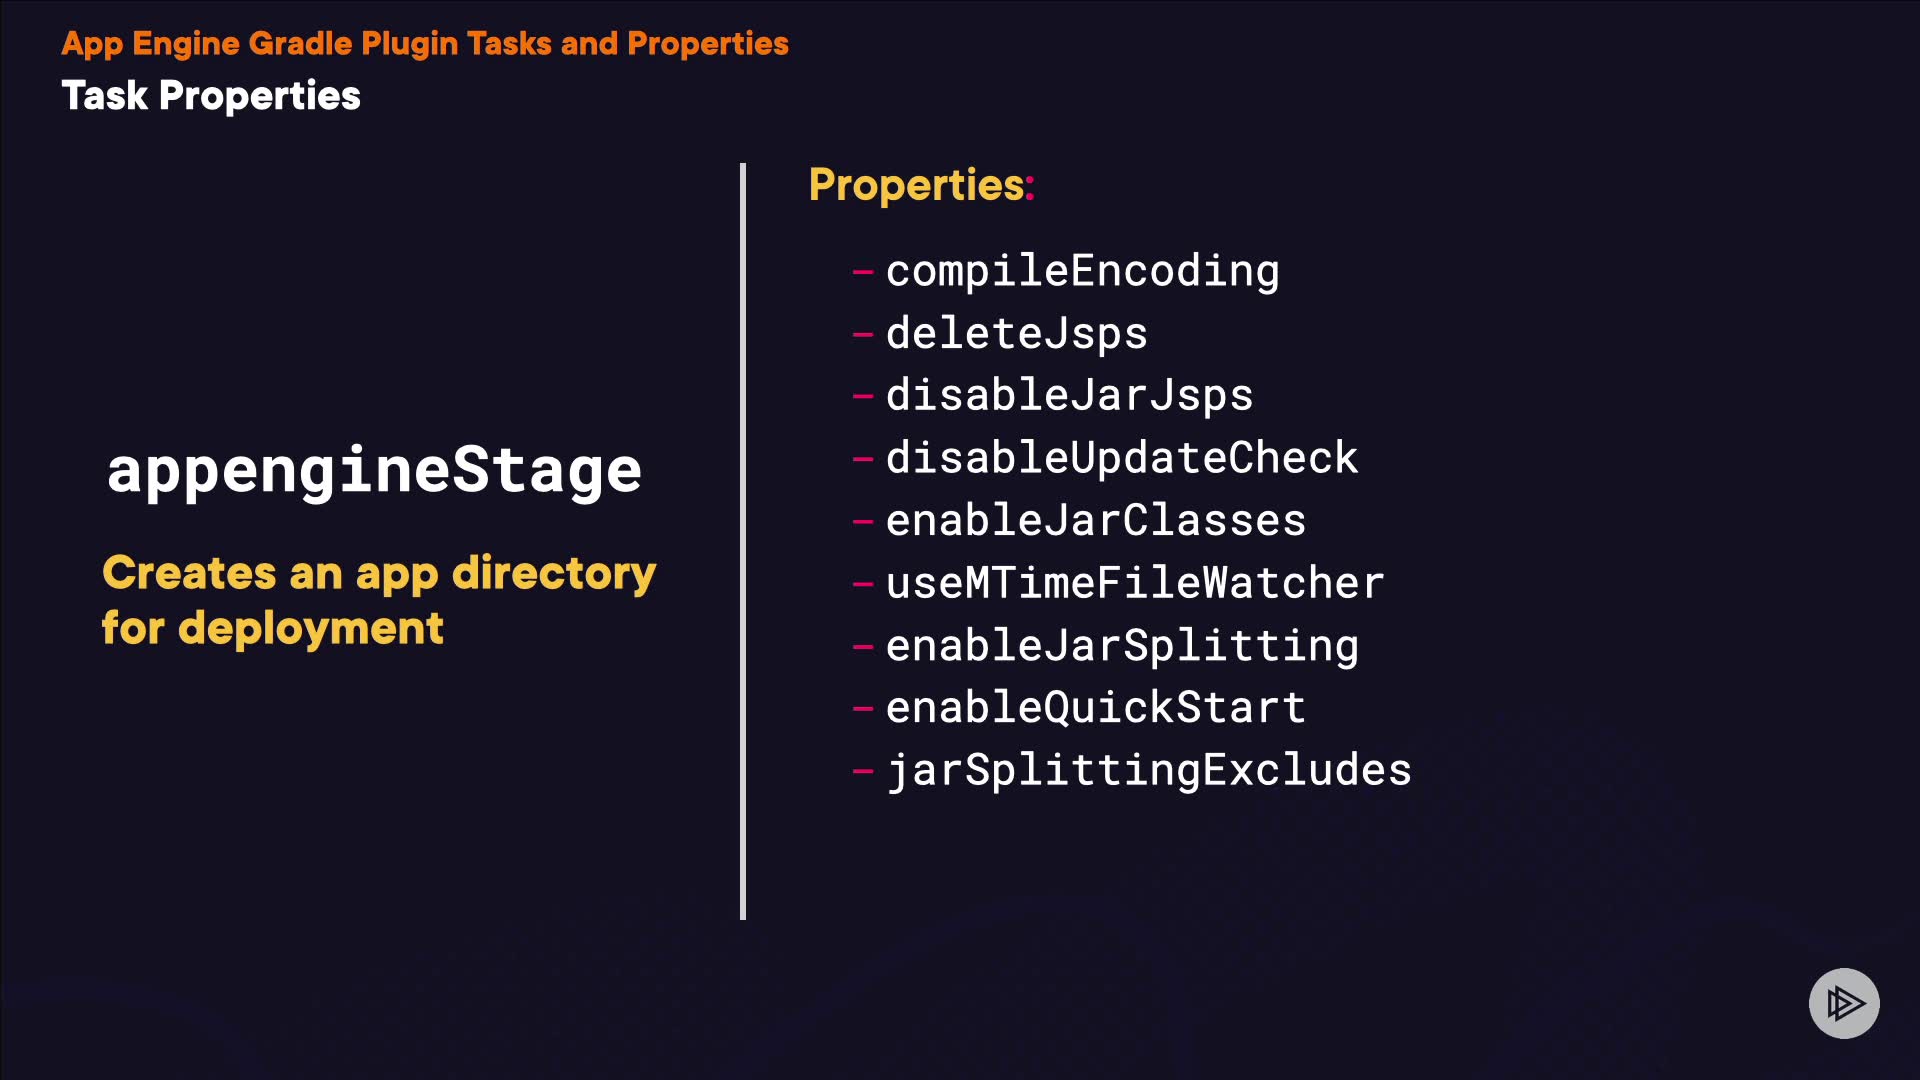 App Engine Gradle Plugin Tasks and Properties
Task Properties
appengineStage
Creates an app directory
for deployment
Properties:
– compileEncoding
– deleteJsps
– disableJarJsps
– disableUpdateCheck
– enableJarClasses
– useMTimeFileWatcher
– enableJarSplitting
– enableQuickStart
– jarSplittingExcludes